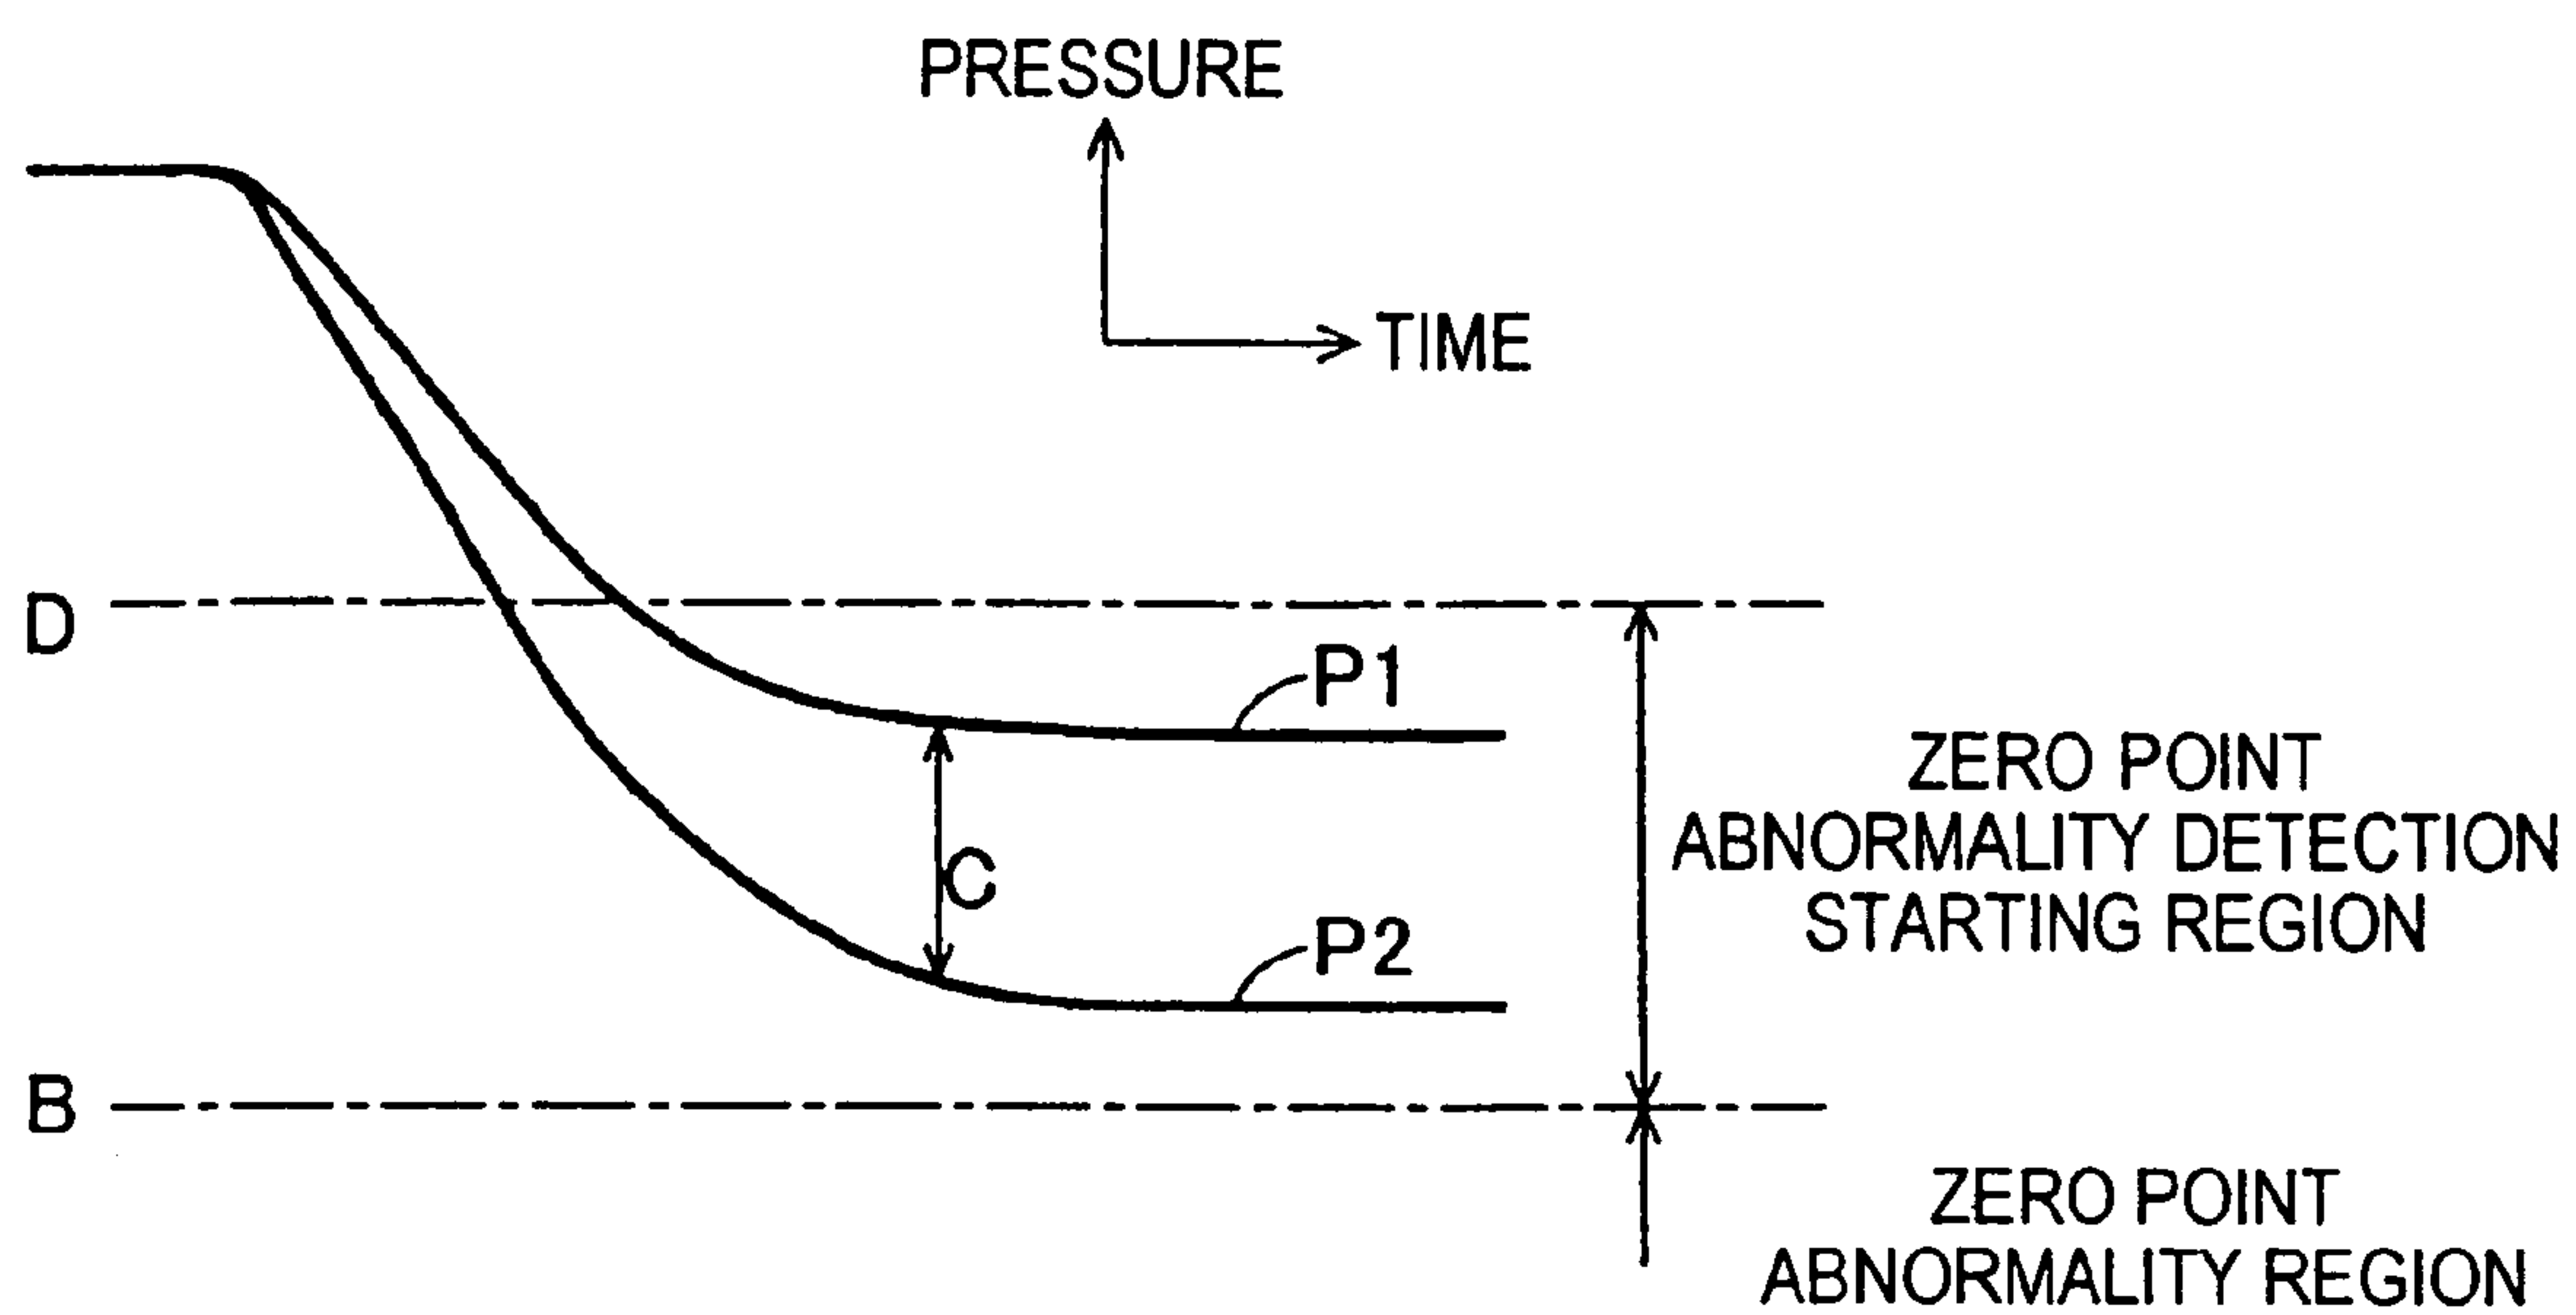 PRESSURE
TIME
D
P1
ZERO POINT
ABNORMALITY DETECTION
STARTING REGION
C
P2
B
ZERO POINT
ABNORMALITY REGION